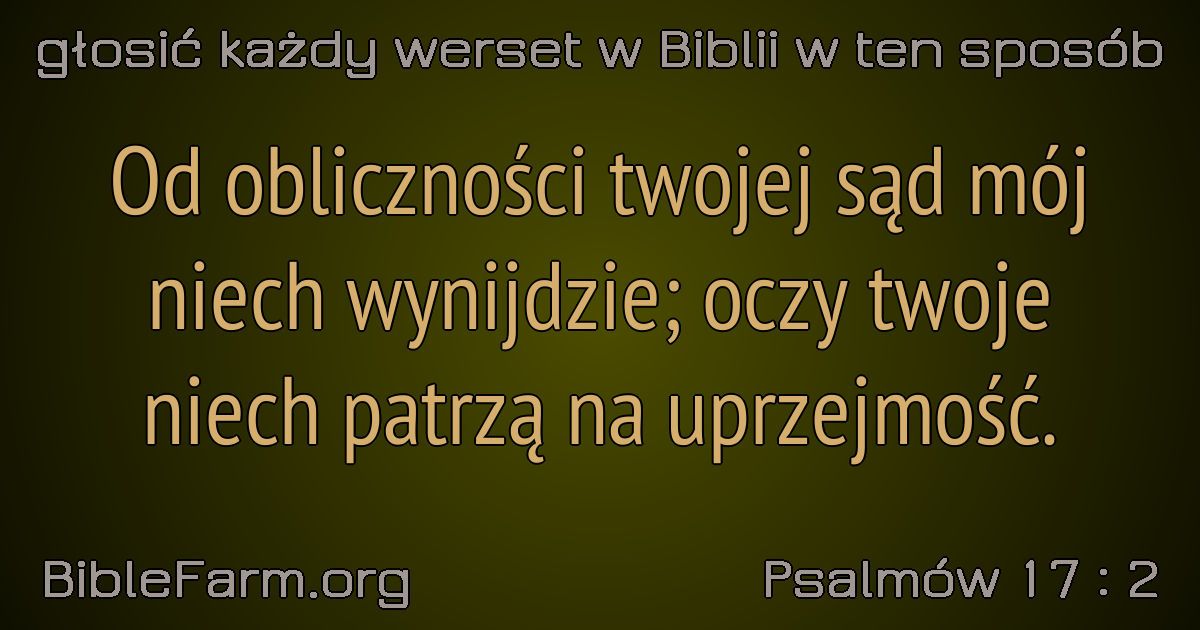 głosić każdy werset w Biblii w ten sposób
Od obliczności twojej sąd mój
niech wynijdzie; oczy twoje
niech patrzą na uprzejmość.
BibleFarm.org
Psalmów 17 : 2